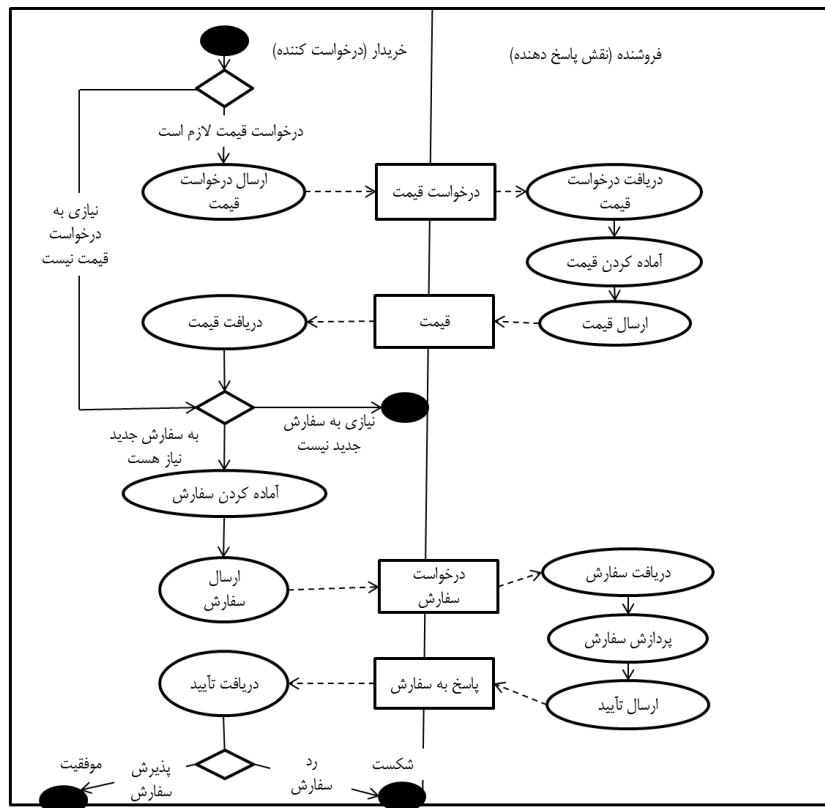 خریدار (درخواست کننده)
فروشنده (نقش پاسخ دهنده)
درخواست قیمت لازم است
ارسال درخواست
قیمت
درخواست قیمت
دریافت درخواست
قیمت
نیازی به
درخواست
قیمت نیست
آماده کردن قیمت
دریافت قیمت
قیمت
ارسال قیمت
نیازی به سفارش
جدید نیست
به سفارش جدید
نیاز هست
آماده کردن سفارش
ارسال
سفارش
درخواست
سفارش
دریافت سفارش
پردازش سفارش
دریافت تأیید
پاسخ به سفارش
ارسال تأیید
موفقیت
پذیرش
سفارش
رد
سفارش
شکست